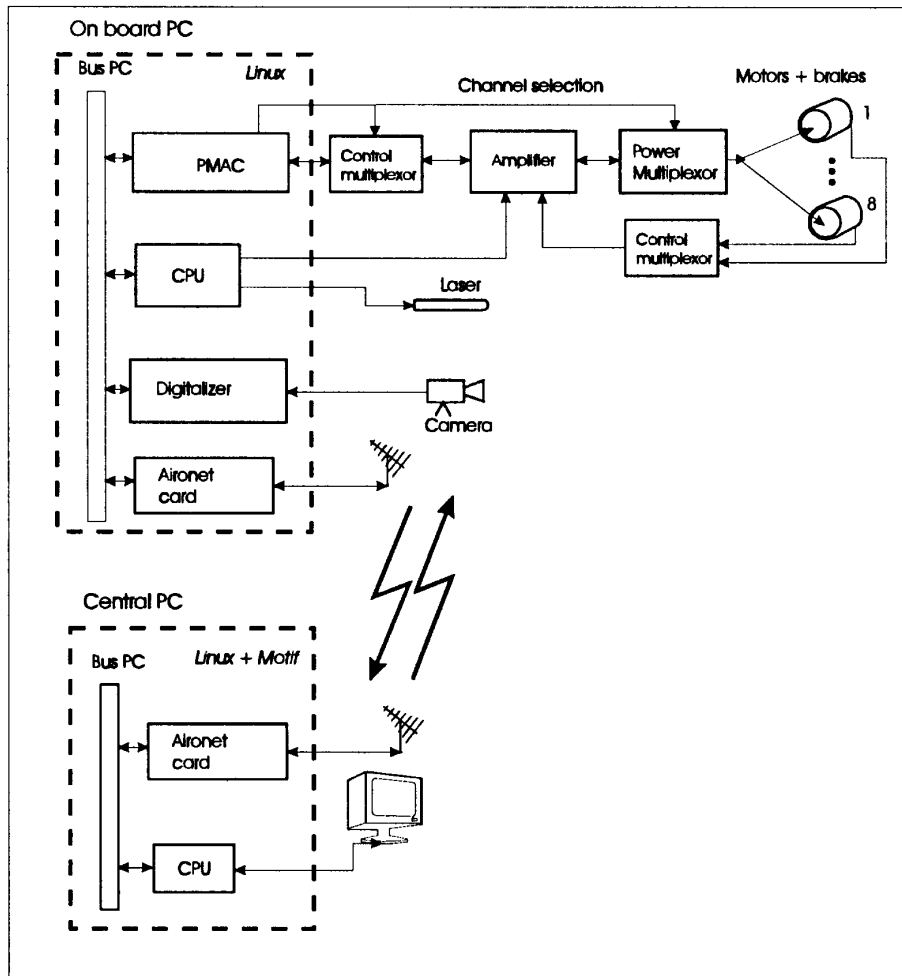 On board PC
Bus PC
Linux
PMAC
Channel selection
Control
multiplexor
Amplifier
Power
Multiplexor
Motors + brakes
1
8
Control
multiplexor
CPU
Laser
Digitalizer
Camera
Aironet
card
Central PC
Bus PC
Linux + Motif
Aironet
card
CPU